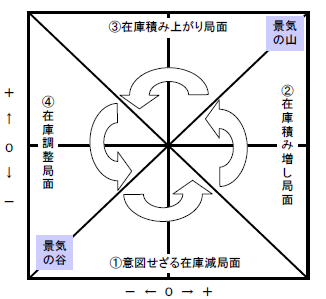 ③在庫積み上がり局面
景気
の山
②在庫積み増し局面
④在庫調整局面
+
↑
o
↓
−
景気
の谷
①意図せざる在庫減局面
− ← o → +